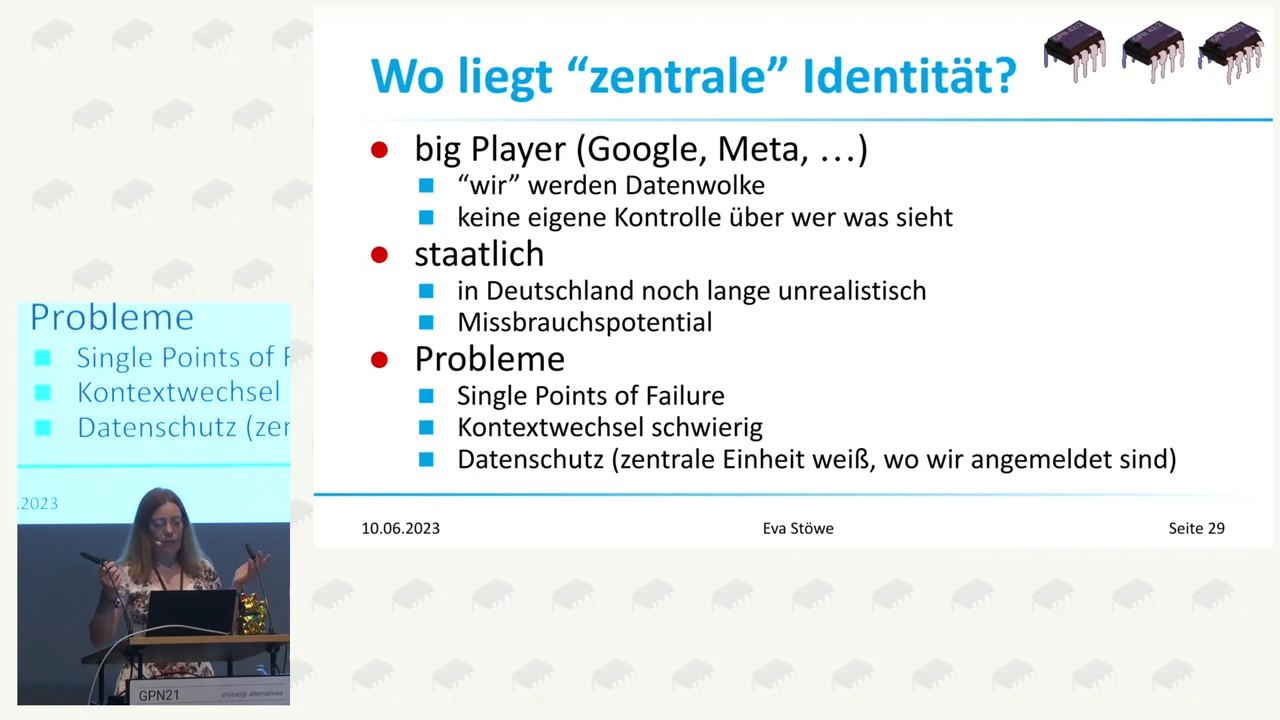 Wo liegt “zentrale” Identität?
big Player (Google, Meta, …)
“wir” werden Datenwolke
keine eigene Kontrolle über wer was sieht
staatlich
in Deutschland noch lange unrealistisch
Missbrauchspotential
Probleme
Single Points of Failure
Kontextwechsel schwierig
Datenschutz (zentrale Einheit weiß, wo wir angemeldet sind)
10.06.2023
Eva Stöwe
Seite 29
Probleme
Single Points of F
Kontextwechsel
Datenschutz (zer
.2023
GPN21